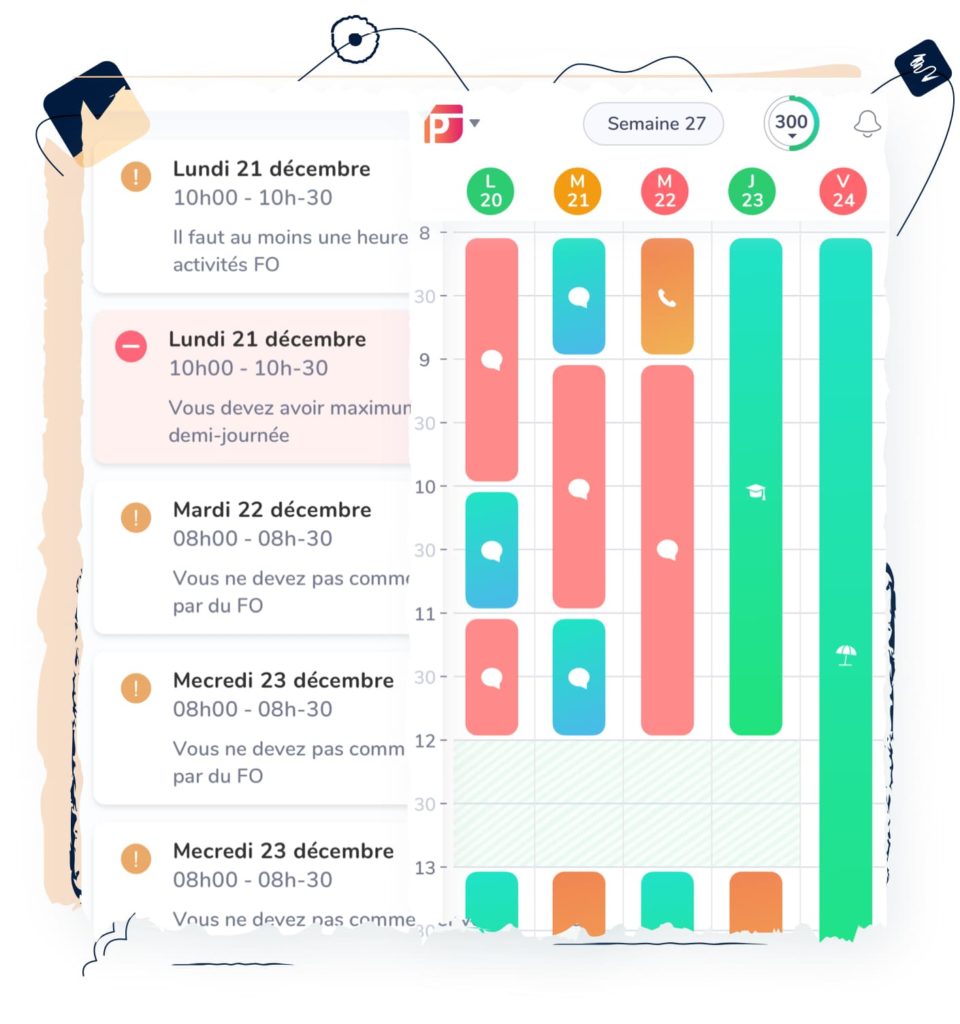 Lundi 21 décembre
10h00 - 10h-30
Il faut au moins une heure
activités FO
Lundi 21 décembre
10h00 - 10h-30
Vous devez avoir maximum
demi-journée
Mardi 22 décembre
08h00 - 08h-30
Vous ne devez pas comme
par du FO
Mecredi 23 décembre
08h00 - 08h-30
Vous ne devez pas comm
par du FO
Mecredi 23 décembre
08h00 - 08h-30
Vous ne devez pas comme
P
Semaine 27
300
L 20
M 21
M 22
J 23
V 24
8
30
9
30
10
30
11
30
12
30
13
30